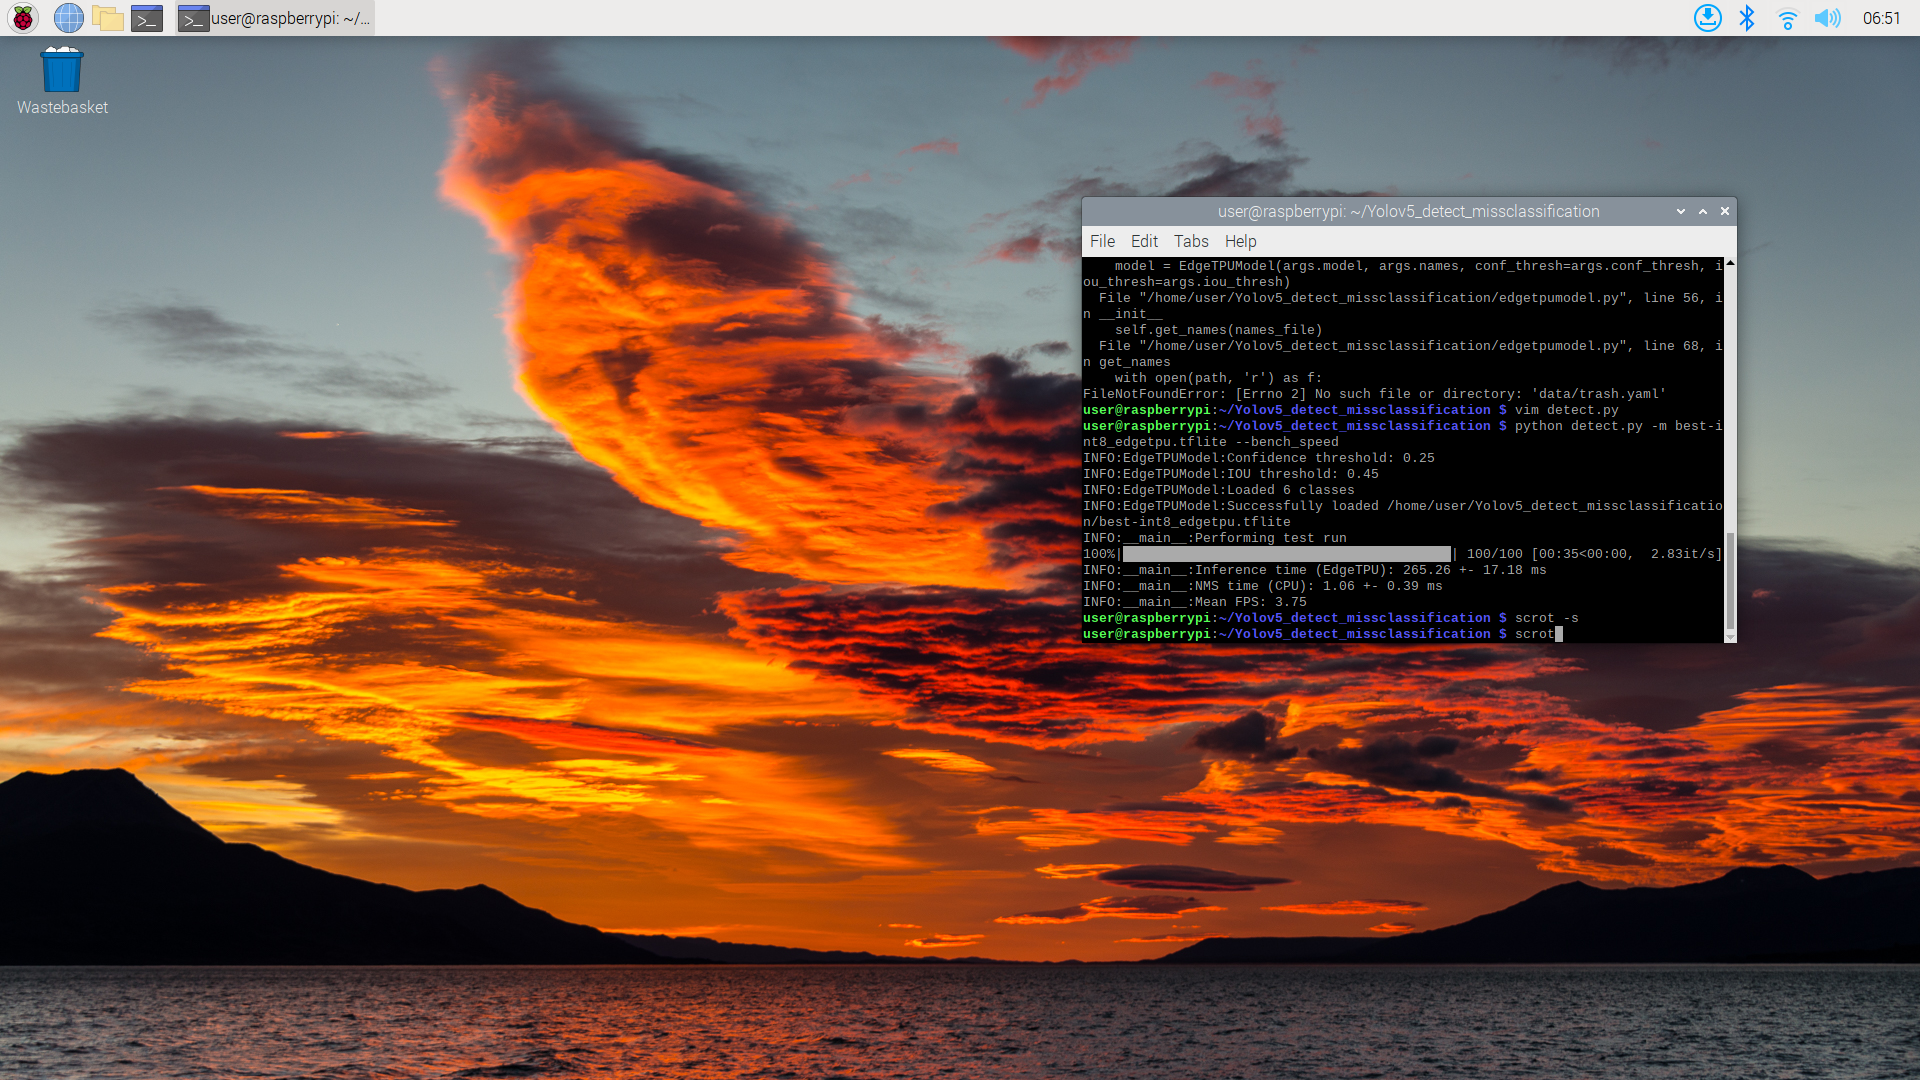 user@raspberrypi: ~/...
06:51
Wastebasket
user@raspberrypi: ~/Yolov5_detect_missclassification
File Edit Tabs Help
    model = EdgeTPUModel(args.model, args.names, conf_thresh=args.conf_thresh, i
ou_thresh=args.iou_thresh)
  File "/home/user/Yolov5_detect_missclassification/edgetpumodel.py", line 56, i
n __init__
    self.get_names(names_file)
  File "/home/user/Yolov5_detect_missclassification/edgetpumodel.py", line 68, i
n get_names
    with open(path, 'r') as f:
FileNotFoundError: [Errno 2] No such file or directory: 'data/trash.yaml'
user@raspberrypi:~/Yolov5_detect_missclassification $ vim detect.py
user@raspberrypi:~/Yolov5_detect_missclassification $ python detect.py -m best-i
nt8_edgetpu.tflite --bench_speed
INFO:EdgeTPUModel:Confidence threshold: 0.25
INFO:EdgeTPUModel:IOU threshold: 0.45
INFO:EdgeTPUModel:Loaded 6 classes
INFO:EdgeTPUModel:Successfully loaded /home/user/Yolov5_detect_missclassificatio
n/best-int8_edgetpu.tflite
INFO:__main__:Performing test run
100%| | 100/100 [00:35<00:00,  2.83it/s]
INFO:__main__:Inference time (EdgeTPU): 265.26 +- 17.18 ms
INFO:__main__:NMS time (CPU): 1.06 +- 0.39 ms
INFO:__main__:Mean FPS: 3.75
user@raspberrypi:~/Yolov5_detect_missclassification $ scrot -s
user@raspberrypi:~/Yolov5_detect_missclassification $ scrot